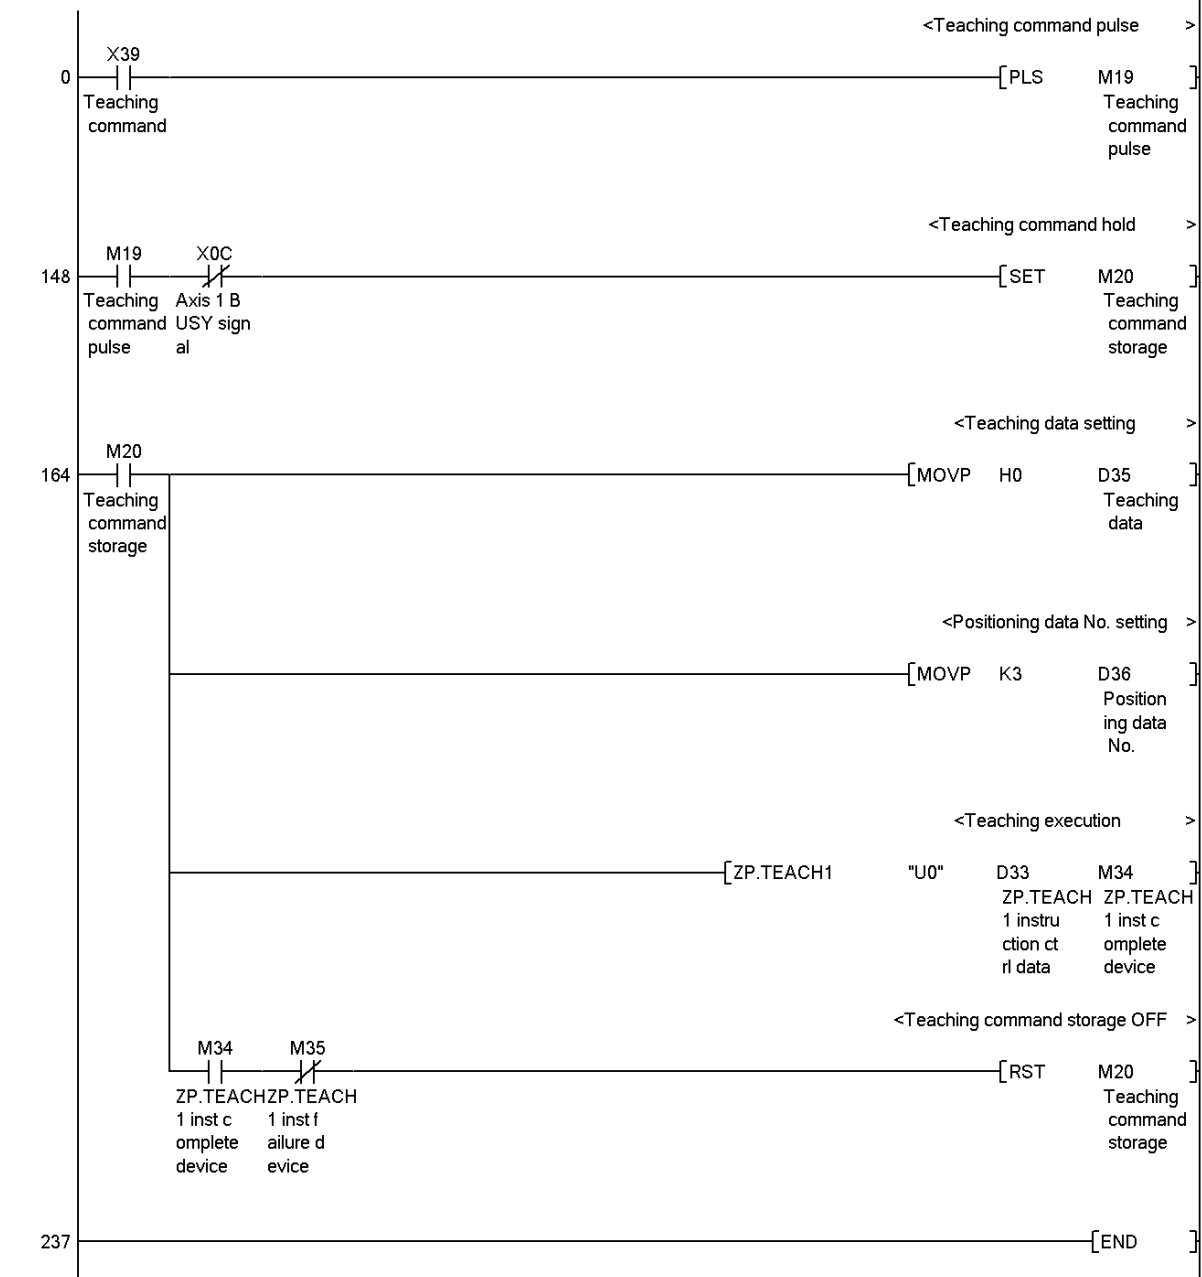 <Teaching command pulse >
X39
0 [PLS M19 ]
Teaching Teaching
command command
pulse
<Teaching command hold >
M19 X0C
148 [SET M20 ]
Teaching Axis 1 B Teaching
command USY sign command
pulse al storage
<Teaching data setting >
M20
164 [MOVP H0 D35 ]
Teaching Teaching
command data
storage
<Positioning data No. setting >
[MOVP K3 D36 ]
Position
ing data
No.
<Teaching execution >
[ZP.TEACH1 "U0" D33 M34 ]
ZP.TEACH ZP.TEACH
1 instru 1 inst c
ction ct omplete
rl data device
<Teaching command storage OFF >
M34 M35
[RST M20 ]
ZP.TEACH ZP.TEACH Teaching
1 inst c 1 inst f command
omplete ailure d storage
device evice
237 [END ]